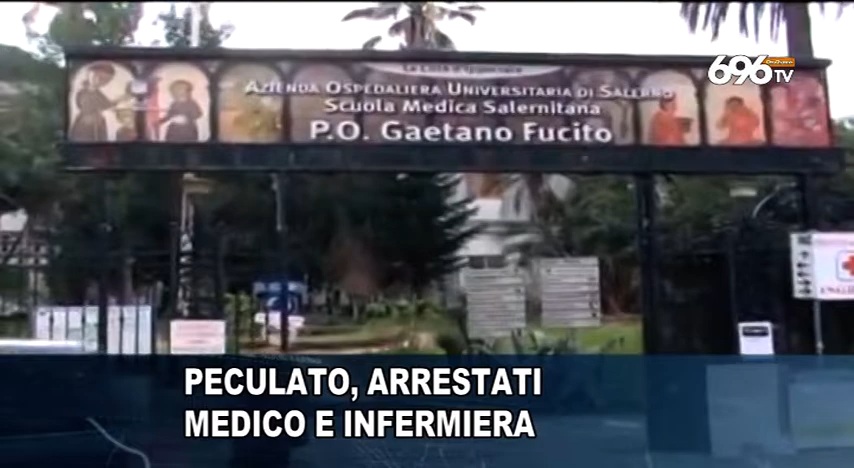 696
TV
Azienda Ospedaliera Universitaria di Salerno
Scuola Medica Salernitana
P.O. Gaetano Fucito
PECULATO, ARRESTATI
MEDICO E INFERMIERA